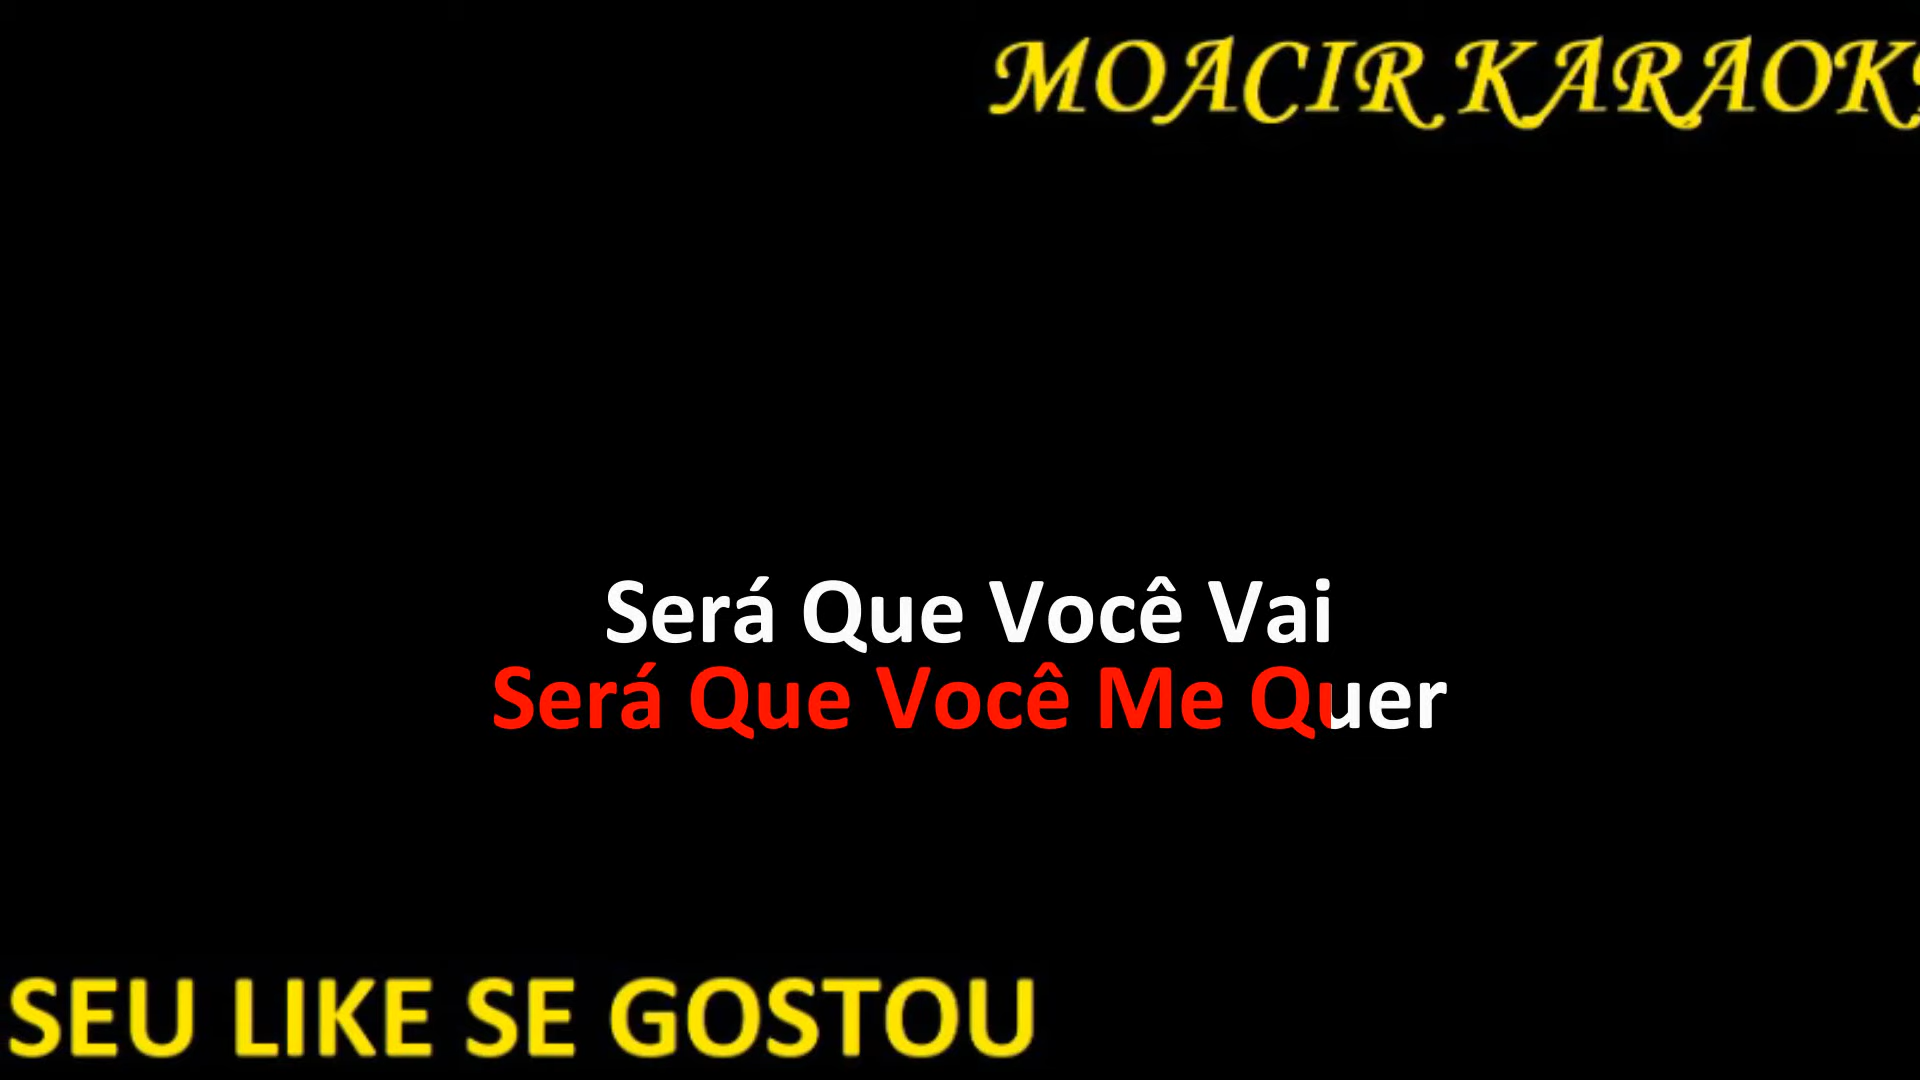 MOACIR KARAOK
Será Que Você Vai
Será Que Você Me Quer
SEU LIKE SE GOSTOU